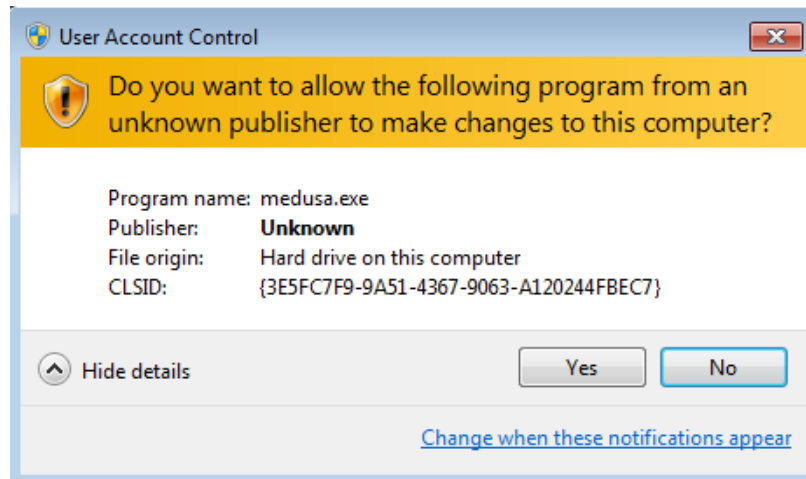 User Account Control
Do you want to allow the following program from an
unknown publisher to make changes to this computer?
Program name: medusa.exe
Publisher: Unknown
File origin: Hard drive on this computer
CLSID: {3E5FC7F9-9A51-4367-9063-A120244FBEC7}
Hide details Yes No
Change when these notifications appear